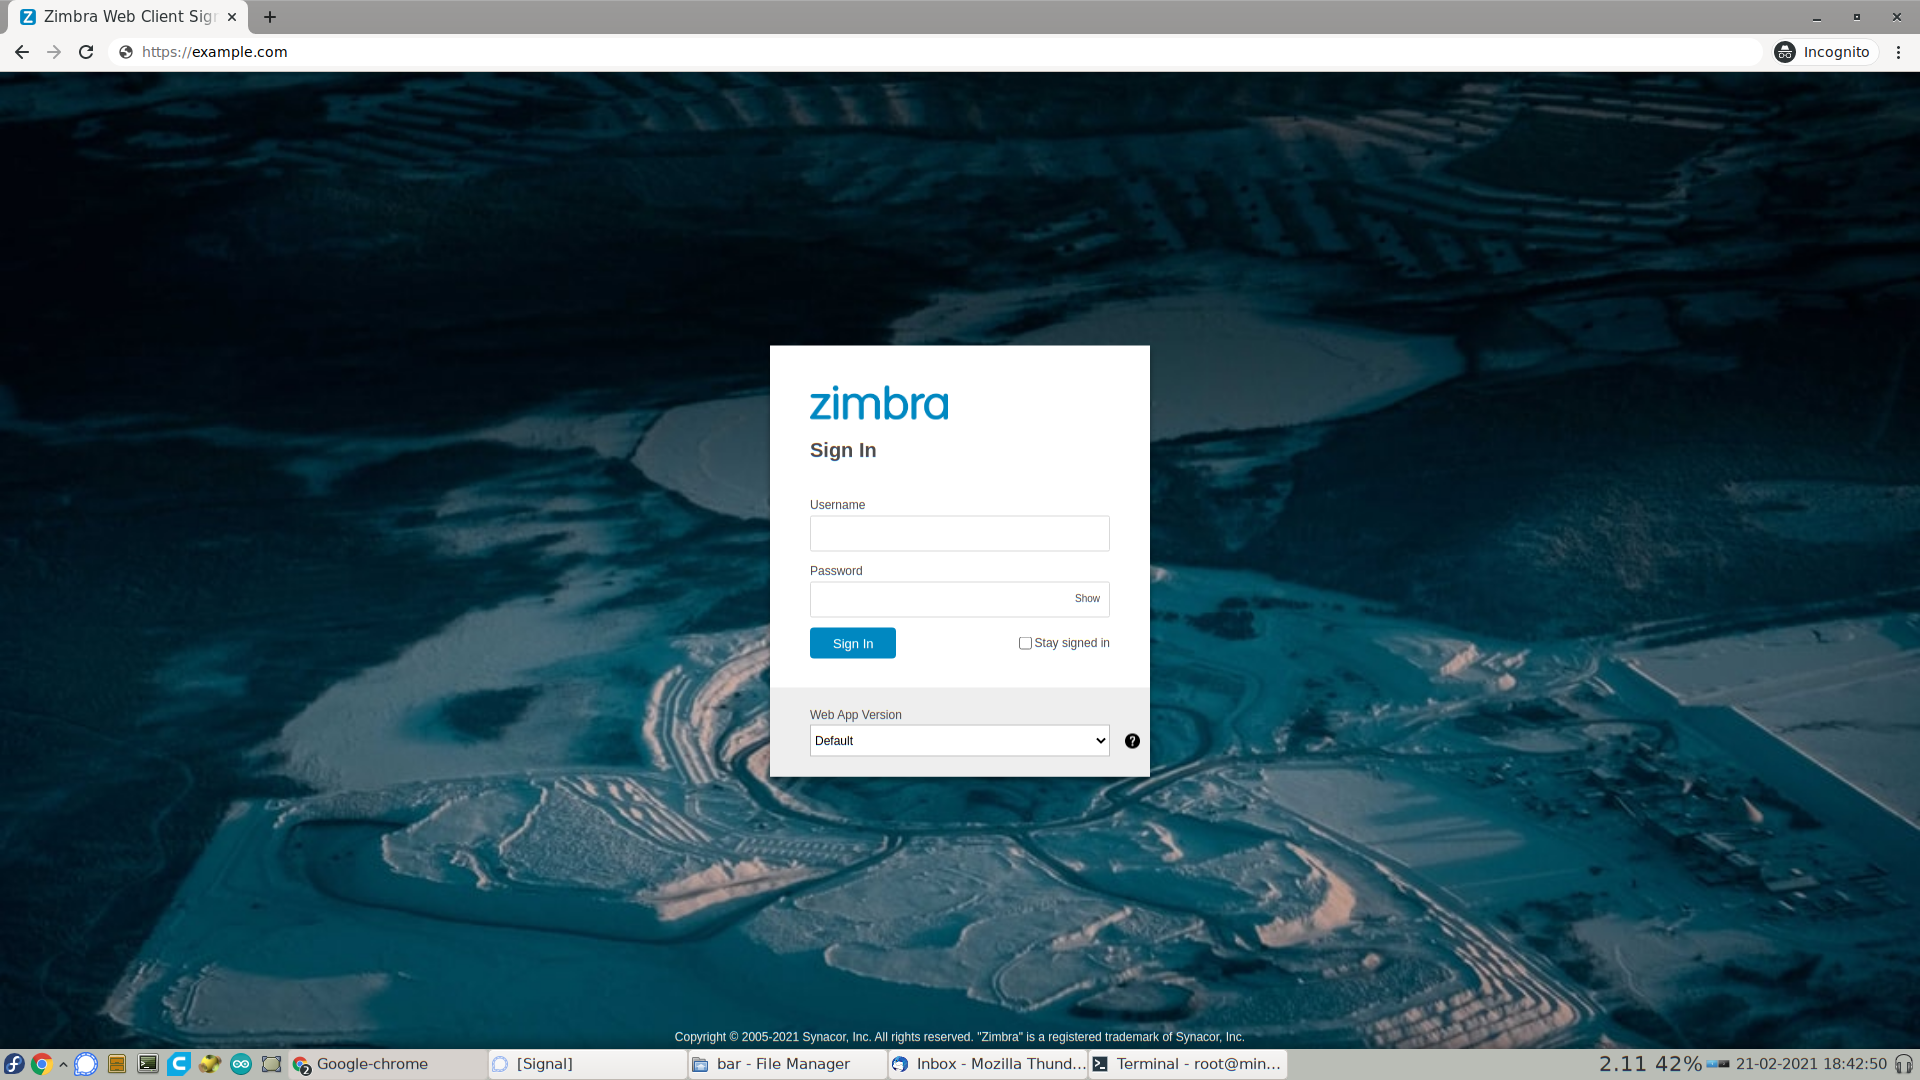 Zimbra Web Client Sig
https://example.com
Incognito
zimbra
Sign In
Username
Password
Show
Sign In
Stay signed in
Web App Version
Default
?
Copyright © 2005-2021 Synacor, Inc. All rights reserved. "Zimbra" is a registered trademark of Synacor, Inc.
2 Google-chrome
[Signal]
bar - File Manager
Inbox - Mozilla Thund...
Terminal - root@min...
2.11 42%
21-02-2021 18:42:50